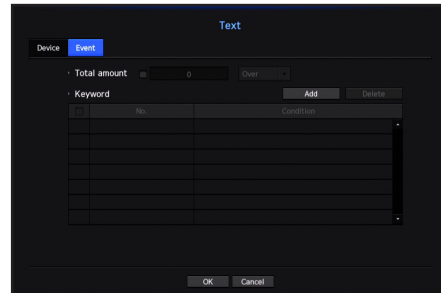 Text
Device Event
· Total amount 0 Over
· Keyword Add Delete
No. Condition
OK Cancel